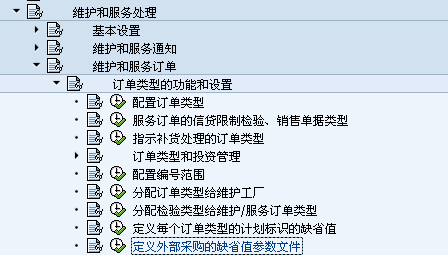 维护和服务处理
基本设置
维护和服务通知
维护和服务订单
订单类型的功能和设置
配置订单类型
服务订单的信贷限制检验、销售单据类型
指示补货处理的订单类型
订单类型和投资管理
配置编号范围
分配订单类型给维护工厂
分配检验类型给维护/服务订单类型
定义每个订单类型的计划标识的缺省值
定义外部采购的缺省值参数文件